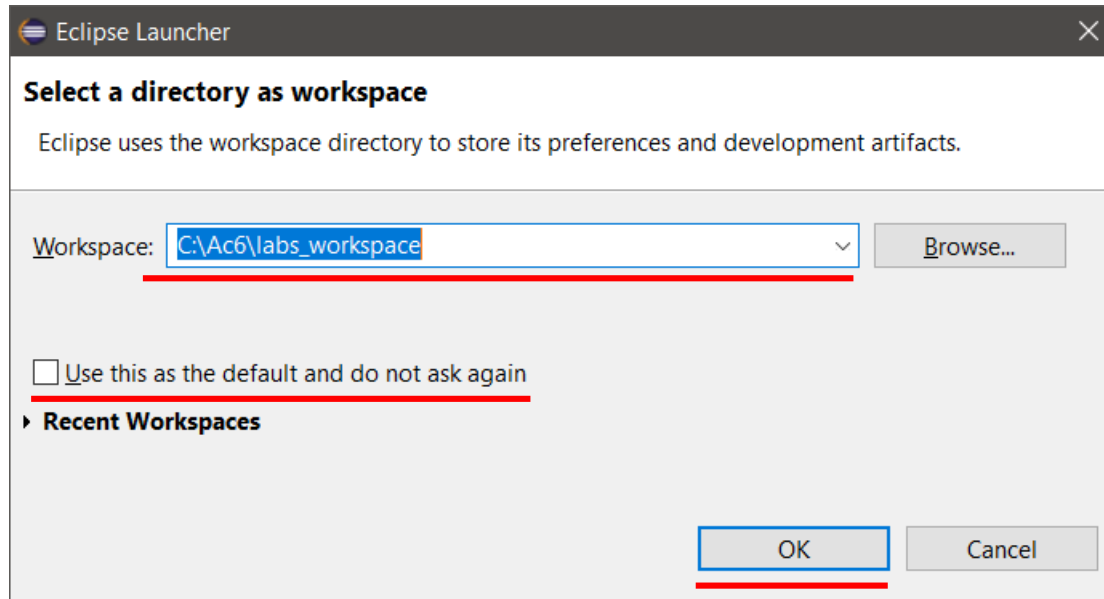 Eclipse Launcher
Select a directory as workspace
Eclipse uses the workspace directory to store its preferences and development artifacts.
Workspace: C:\Ac6\labs_workspace Browse...
Use this as the default and do not ask again
Recent Workspaces
OK Cancel